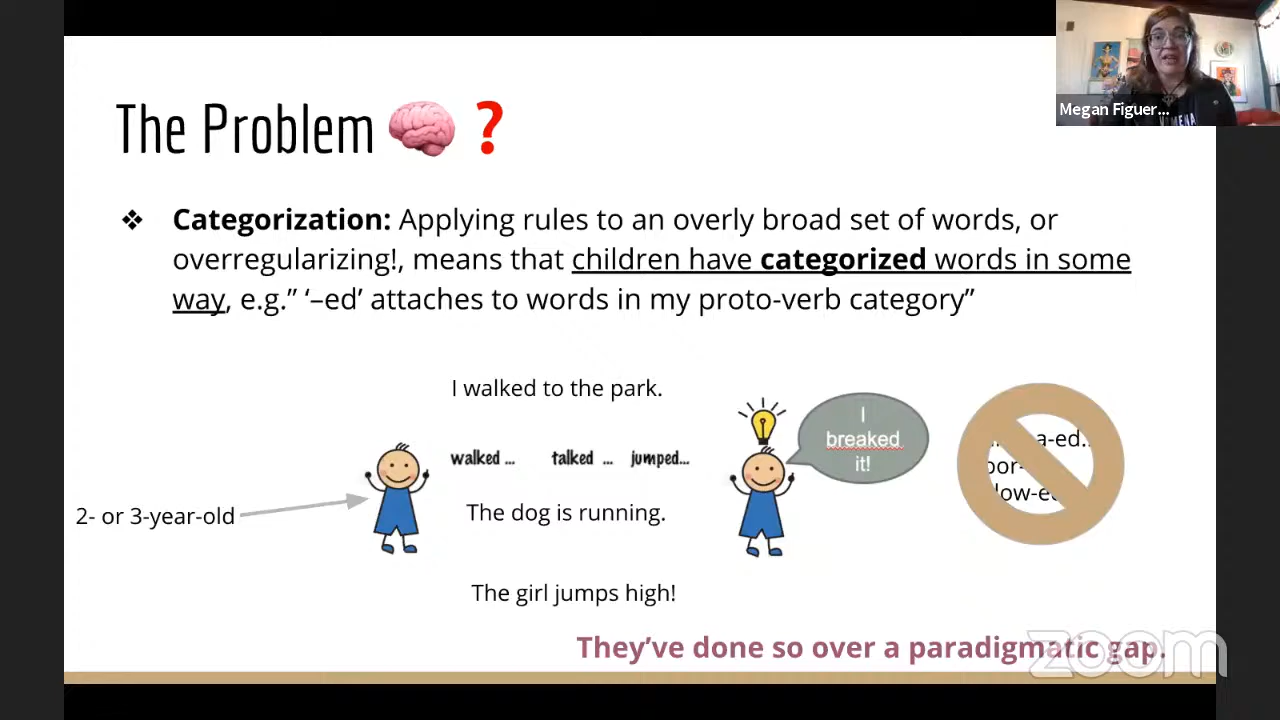 The Problem
❖ Categorization: Applying rules to an overly broad set of words, or
overregularizing!, means that children have categorized words in some
way, e.g.” ‘–ed’ attaches to words in my proto-verb category”
I walked to the park.
walked ... talked ... jumped...
The dog is running.
The girl jumps high!
2- or 3-year-old
I
breaked
it!
They’ve done so over a paradigmatic gap.
zoom
Megan Figuer...